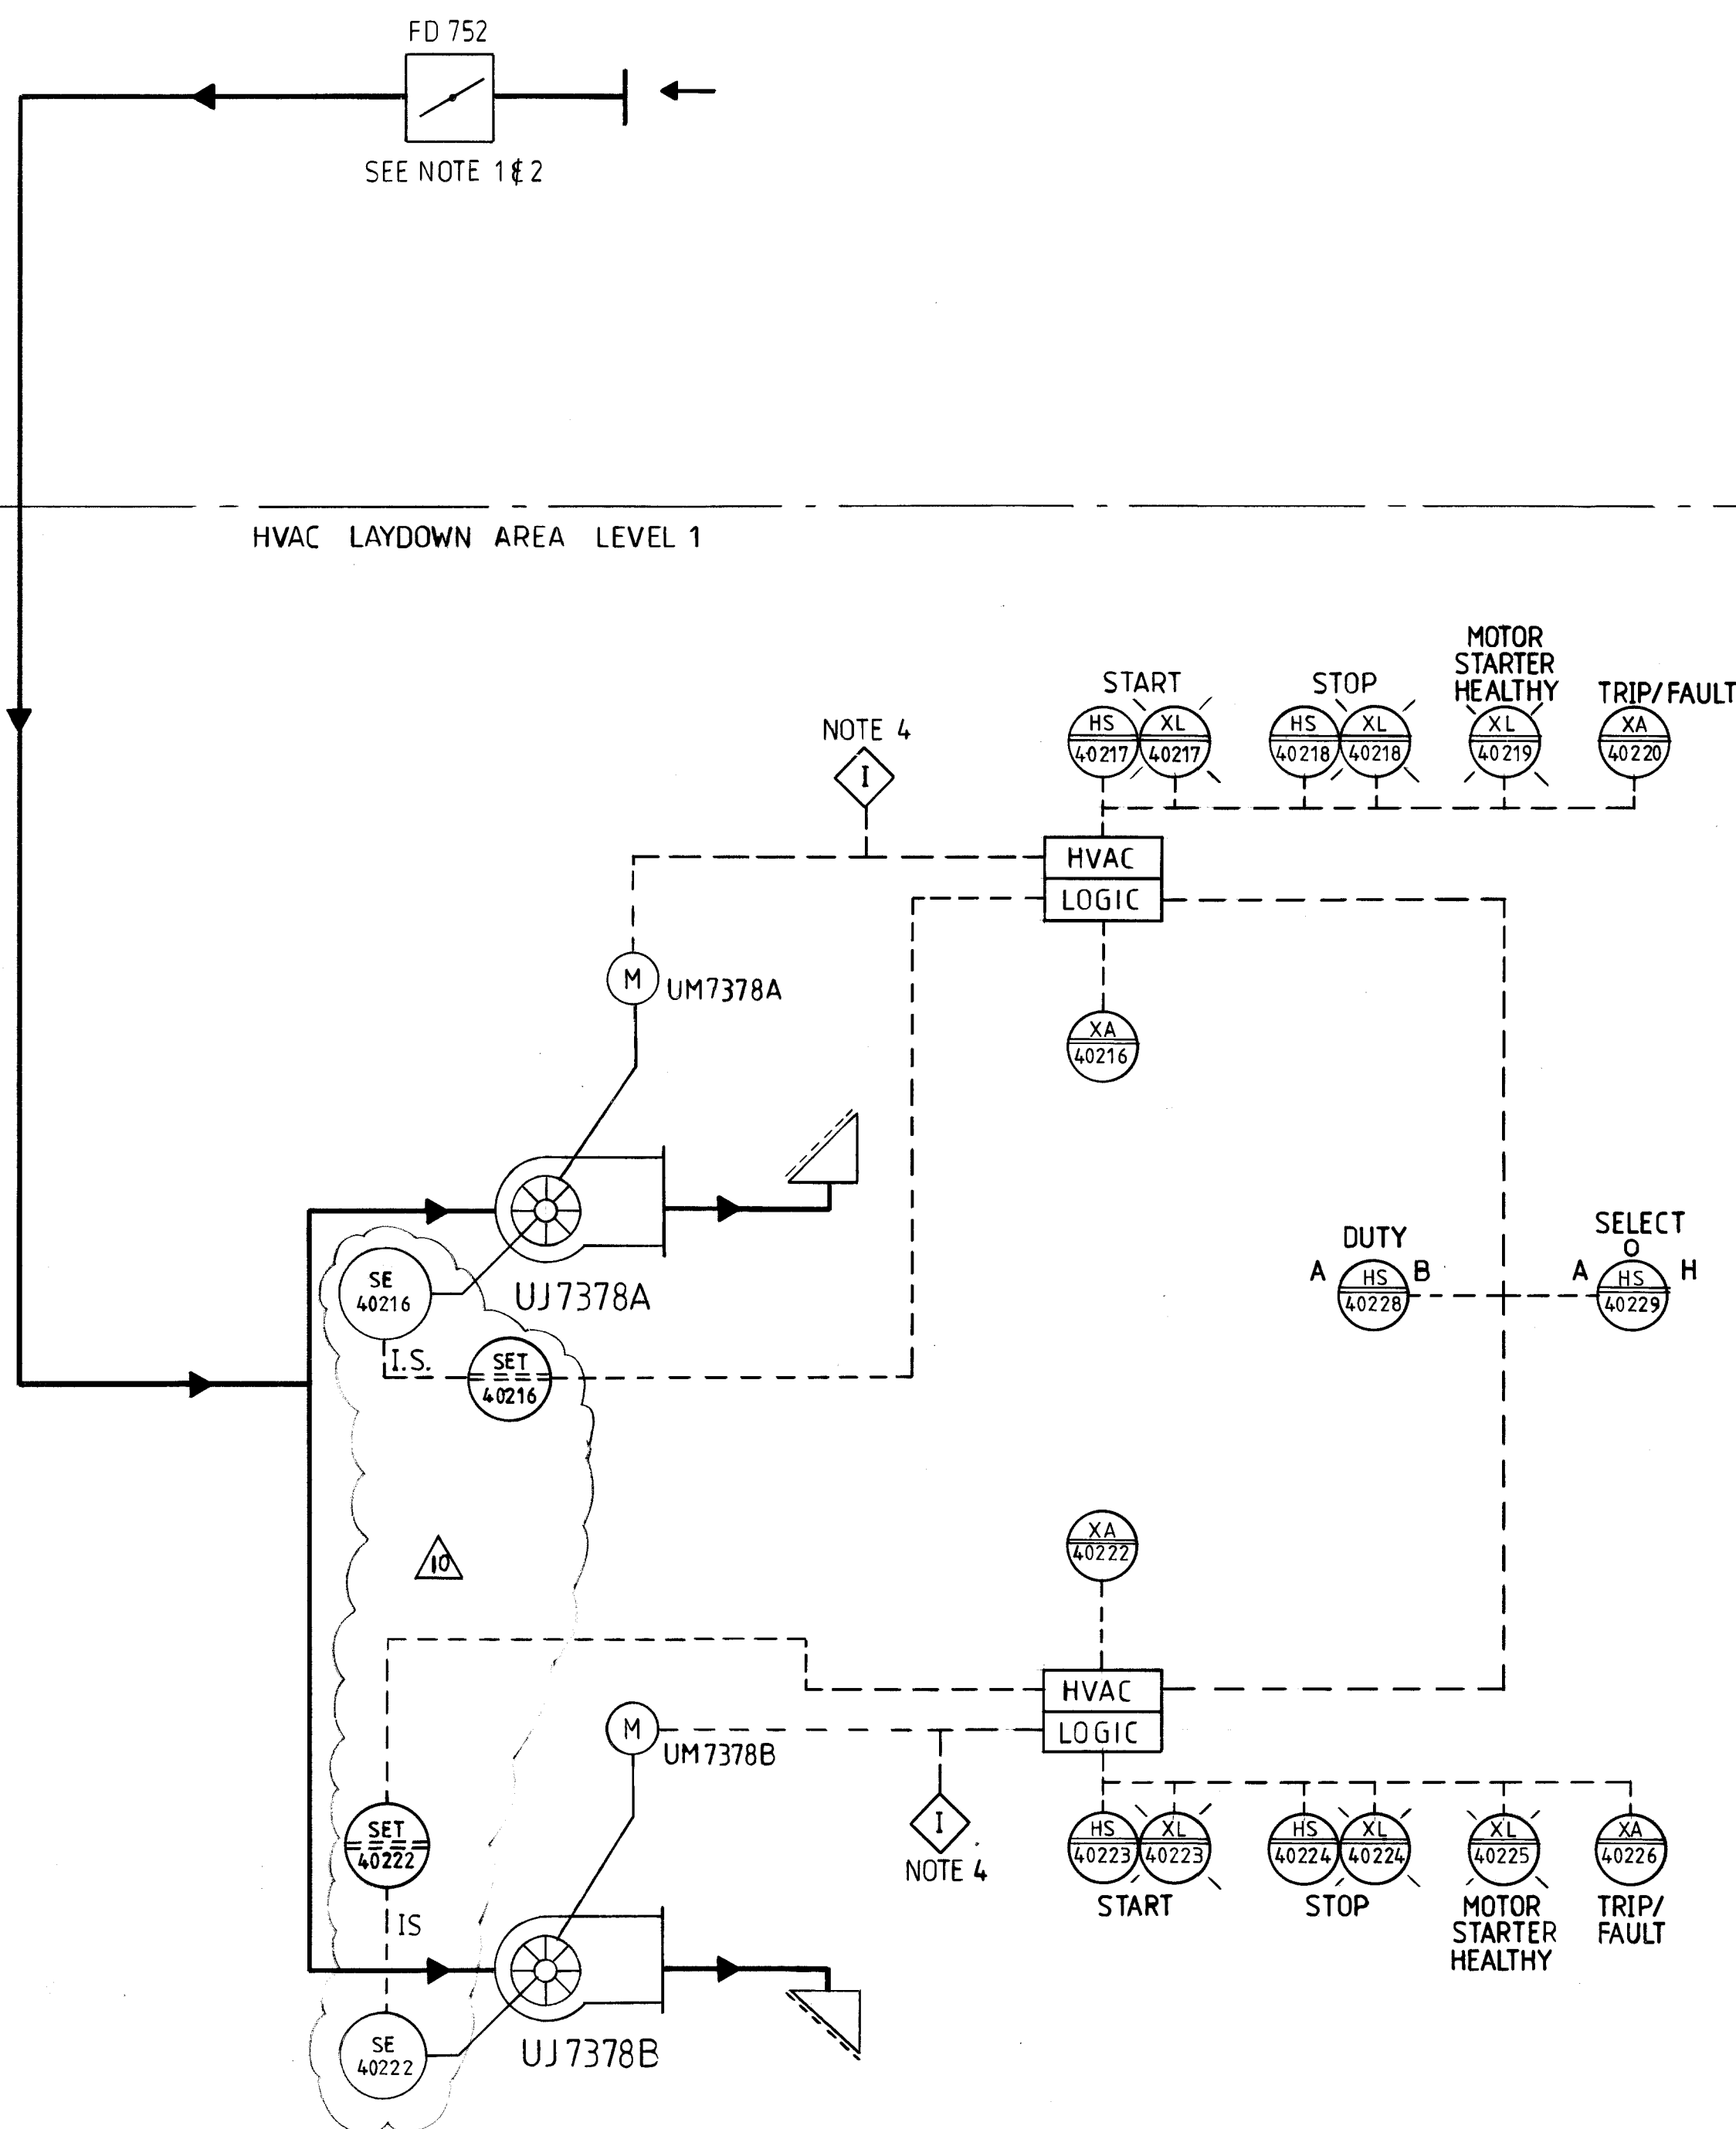 FD 752
SEE NOTE 1 & 2
HVAC LAYDOWN AREA LEVEL 1
MOTOR
STARTER
HEALTHY
START
STOP
TRIP/FAULT
HS
40217
XL
40217
HS
40218
XL
40218
XL
40219
XA
40220
NOTE 4
I
HVAC
LOGIC
M
UM7378A
XA
40216
UJ7378A
SE
40216
I.S.
SET
40216
DUTY
A
B
HS
40228
SELECT
O
A
H
HS
40229
10
XA
40222
HVAC
LOGIC
M
UM7378B
I
NOTE 4
SET
40222
IS
HS
40223
XL
40223
HS
40224
XL
40224
XL
40225
XA
40226
START
STOP
MOTOR
STARTER
HEALTHY
TRIP/
FAULT
UJ7378B
SE
40222